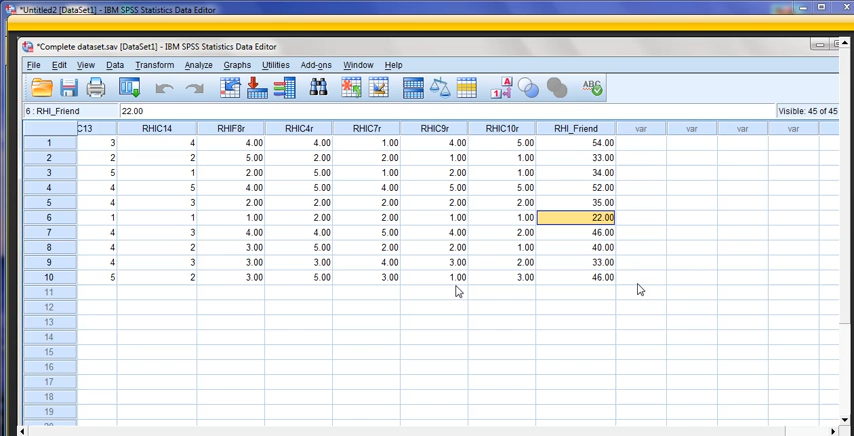 *Untitled2 [DataSet1] - IBM SPSS Statistics Data Editor
*Complete dataset.sav [DataSet1] - IBM SPSS Statistics Data Editor
File Edit View Data Transform Analyze Graphs Utilities Add-ons Window Help
6 : RHI_Friend 22.00 Visible: 45 of 45
C13 RHIC14 RHIF8r RHIC4r RHIC7r RHIC9r RHIC10r RHI_Friend var var var var
1 3 4 4.00 4.00 1.00 4.00 5.00 54.00
2 2 2 5.00 2.00 2.00 1.00 1.00 33.00
3 5 1 2.00 5.00 1.00 2.00 1.00 34.00
4 4 5 4.00 5.00 4.00 5.00 5.00 52.00
5 4 3 2.00 2.00 2.00 2.00 1.00 35.00
6 1 1 1.00 2.00 2.00 1.00 1.00 22.00
7 4 3 4.00 4.00 5.00 4.00 2.00 46.00
8 4 2 3.00 5.00 2.00 2.00 1.00 40.00
9 4 3 3.00 3.00 4.00 3.00 2.00 33.00
10 5 2 3.00 5.00 3.00 1.00 3.00 46.00
11
12
13
14
15
16
17
18
19